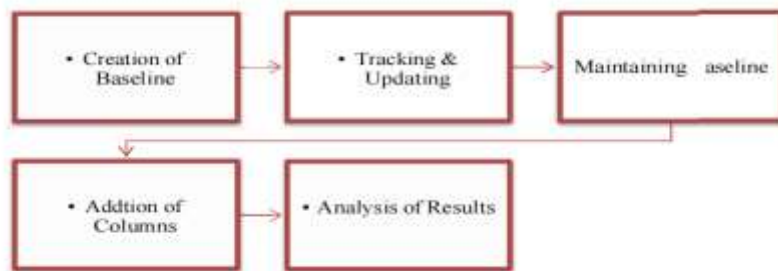 • Creation of
Baseline
• Tracking &
Updating
Maintaining aseline
• Addtion of
Columns
• Analysis of Results